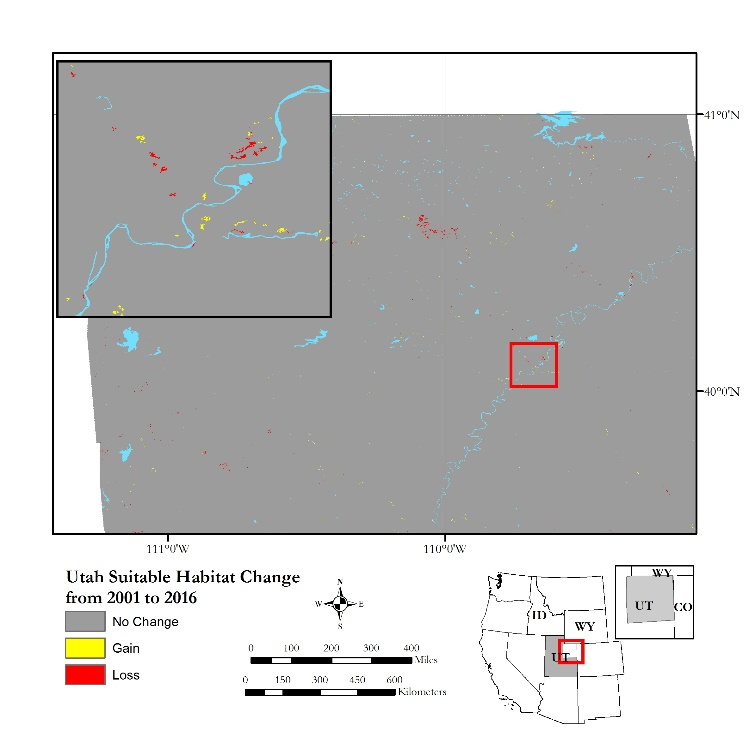 41°0'N
40°0'N
111°0'W
110°0'W
Utah Suitable Habitat Change
from 2001 to 2016
No Change
Gain
Loss
N
W E
S
0 100 200 300 400
Miles
0 150 300 450 600
Kilometers
ID
WY
UT
WY
UT
CO